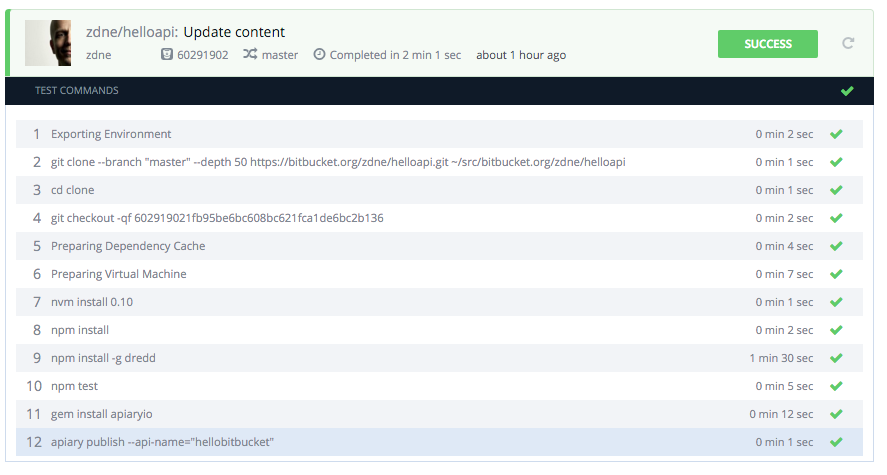 zdne/helloapi: Update content
zdne 60291902 master Completed in 2 min 1 sec about 1 hour ago
SUCCESS
TEST COMMANDS
1 Exporting Environment 0 min 2 sec
2 git clone --branch "master" --depth 50 https://bitbucket.org/zdne/helloapi.git ~/src/bitbucket.org/zdne/helloapi 0 min 1 sec
3 cd clone 0 min 1 sec
4 git checkout -qf 602919021fb95be6bc608bc621fca1de6bc2b136 0 min 2 sec
5 Preparing Dependency Cache 0 min 4 sec
6 Preparing Virtual Machine 0 min 7 sec
7 nvm install 0.10 0 min 1 sec
8 npm install 0 min 2 sec
9 npm install -g dredd 1 min 30 sec
10 npm test 0 min 5 sec
11 gem install apiaryio 0 min 12 sec
12 apiary publish --api-name="hellobitbucket" 0 min 1 sec